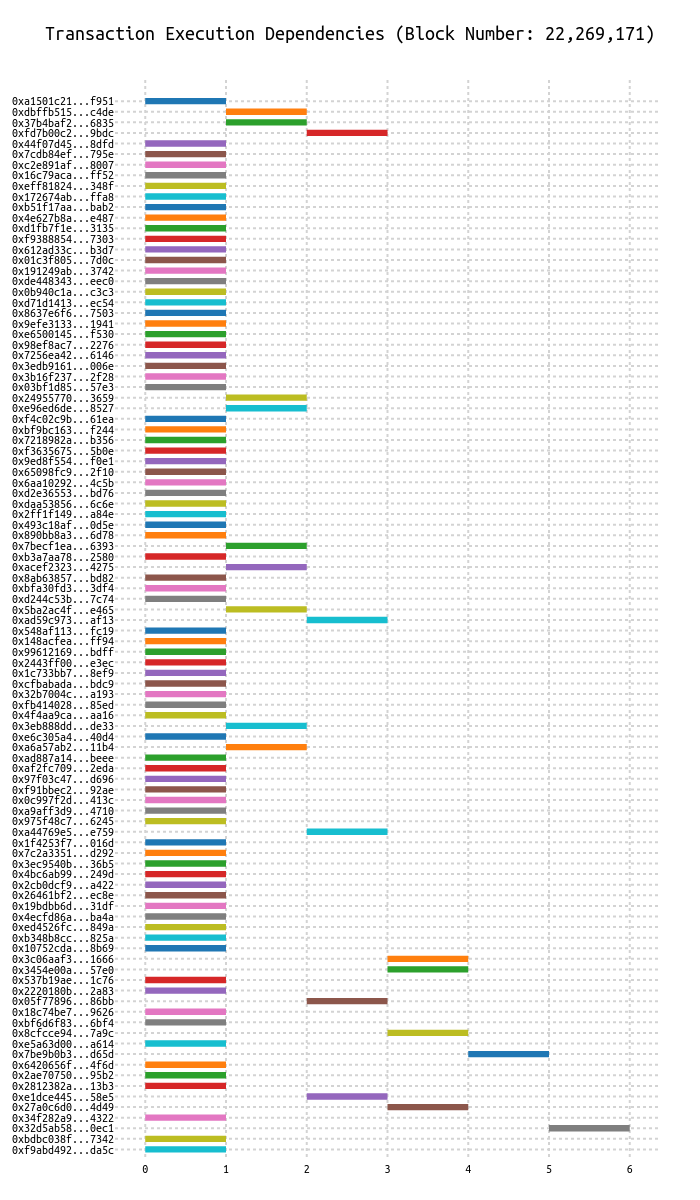 Transaction Execution Dependencies (Block Number: 22,269,171)
0xa1501c21...f951
0xdbffb515...c4de
0x37b4baf2...6835
0xfd7b00c2...9bdc
0x44f07d45...8dfd
0x7cdb84ef...795e
0xc2e891af...8007
0x16c79aca...ff52
0xeff81824...348f
0x172674ab...ffa8
0xb51f17aa...bab2
0x4e627b8a...e487
0xd1fb7f1e...3135
0xf9388854...7303
0x612ad33c...b3d7
0x01c3f805...7d0c
0x191249ab...3742
0xde448343...eec0
0x0b940c1a...c3c3
0xd71d1413...ec54
0x8637e6f6...7503
0x9efe3133...1941
0xe6500145...f530
0x98ef8ac7...2276
0x7256ea42...6146
0x3edb9161...006e
0x3b16f237...2f28
0x03bf1d85...57e3
0x24955770...3659
0xe96ed6de...8527
0xf4c02c9b...61ea
0xbf9bc163...f244
0x7218982a...b356
0xf3635675...5b0e
0x9ed8f554...f0e1
0x65098fc9...2f10
0x6aa10292...4c5b
0xd2e36553...bd76
0xdaa53856...6c6e
0x2ff1f149...a84e
0x493c18af...0d5e
0x890bb8a3...6d78
0x7becf1ea...6393
0xb3a7aa78...2580
0xacef2323...4275
0x8ab63857...bd82
0xbfa30fd3...3df4
0xd244c53b...7c74
0x5ba2ac4f...e465
0xad59c973...af13
0x548af113...fc19
0x148acfea...ff94
0x99612169...bdff
0x2443ff00...e3ec
0x1c733bb7...8ef9
0xcfbabada...bdc9
0x32b7004c...a193
0xfb414028...85ed
0x4f4aa9ca...aa16
0x3eb888dd...de33
0xe6c305a4...40d4
0xa6a57ab2...11b4
0xad887a14...beee
0xaf2fc709...2eda
0x97f03c47...d696
0xf91bbec2...92ae
0x0c997f2d...413c
0xa9aff3d9...4710
0x975f48c7...6245
0xa44769e5...e759
0x1f4253f7...016d
0x7c2a3351...d292
0x3ec9540b...36b5
0x4bc6ab99...249d
0x2cb0dcf9...a422
0x26461bf2...ec8e
0x19bdbb6d...31df
0x4ecfd86a...ba4a
0xed4526fc...849a
0xb348b8cc...825a
0x10752cda...8b69
0x3c06aaf3...1666
0x3454e00a...57e0
0x537b19ae...1c76
0x2220180b...2a83
0x05f77896...86bb
0x18c74be7...9626
0xbf6d6f83...6bf4
0x8cfcce94...7a9c
0xe5a63d00...a614
0x7be9b0b3...d65d
0x6420656f...4f6d
0x2ae70750...95b2
0x2812382a...13b3
0xe1dce445...58e5
0x27a0c6d0...4d49
0x34f282a9...4322
0x32d5ab58...0ec1
0xbdbc038f...7342
0xf9abd492...da5c
0 1 2 3 4 5 6